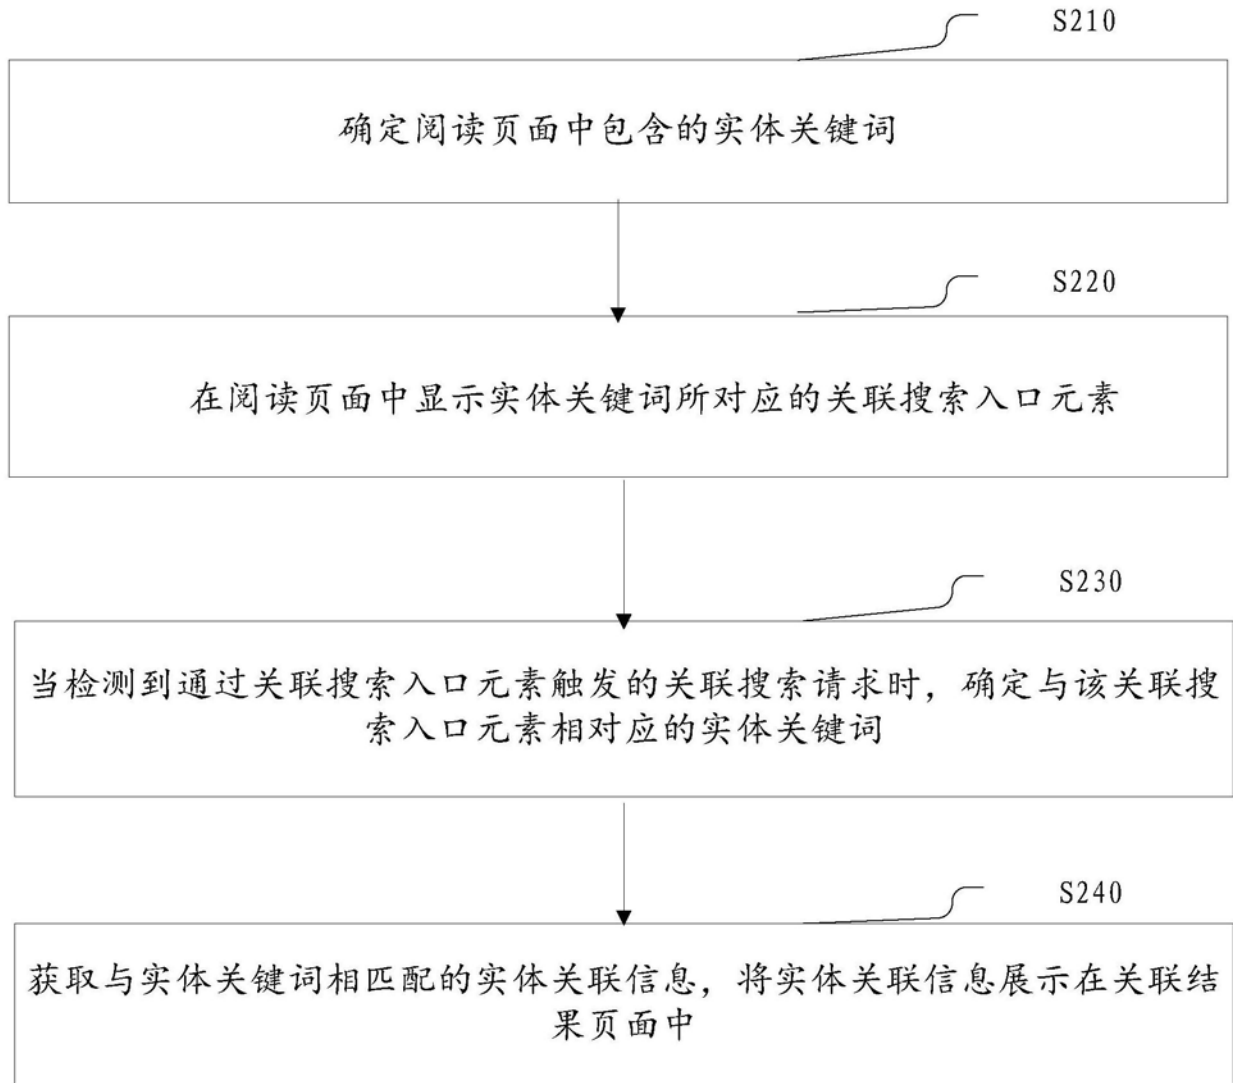 S210
确定阅读页面中包含的实体关键词
S220
在阅读页面中显示实体关键词所对应的关联搜索入口元素
S230
当检测到通过关联搜索入口元素触发的关联搜索请求时，确定与该关联搜
索入口元素相对应的实体关键词
S240
获取与实体关键词相匹配的实体关联信息，将实体关联信息展示在关联结
果页面中